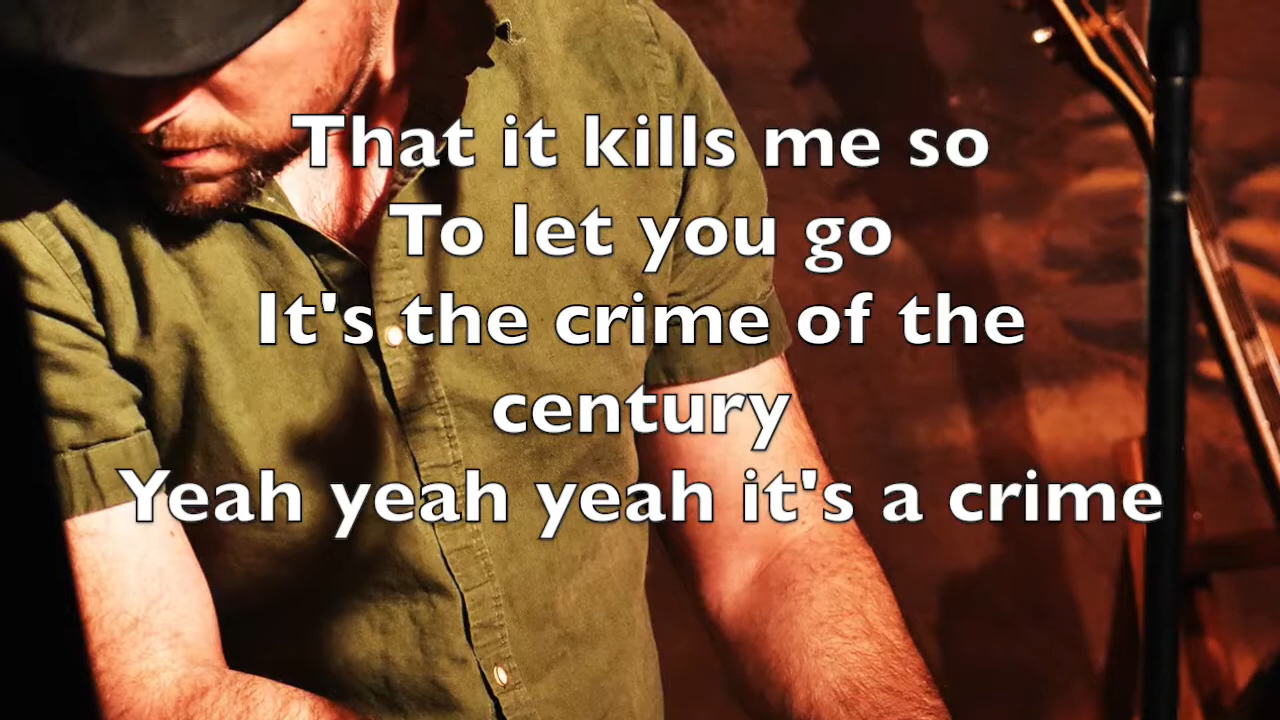 That it kills me so
To let you go
It's the crime of the
century
Yeah yeah yeah it's a crime